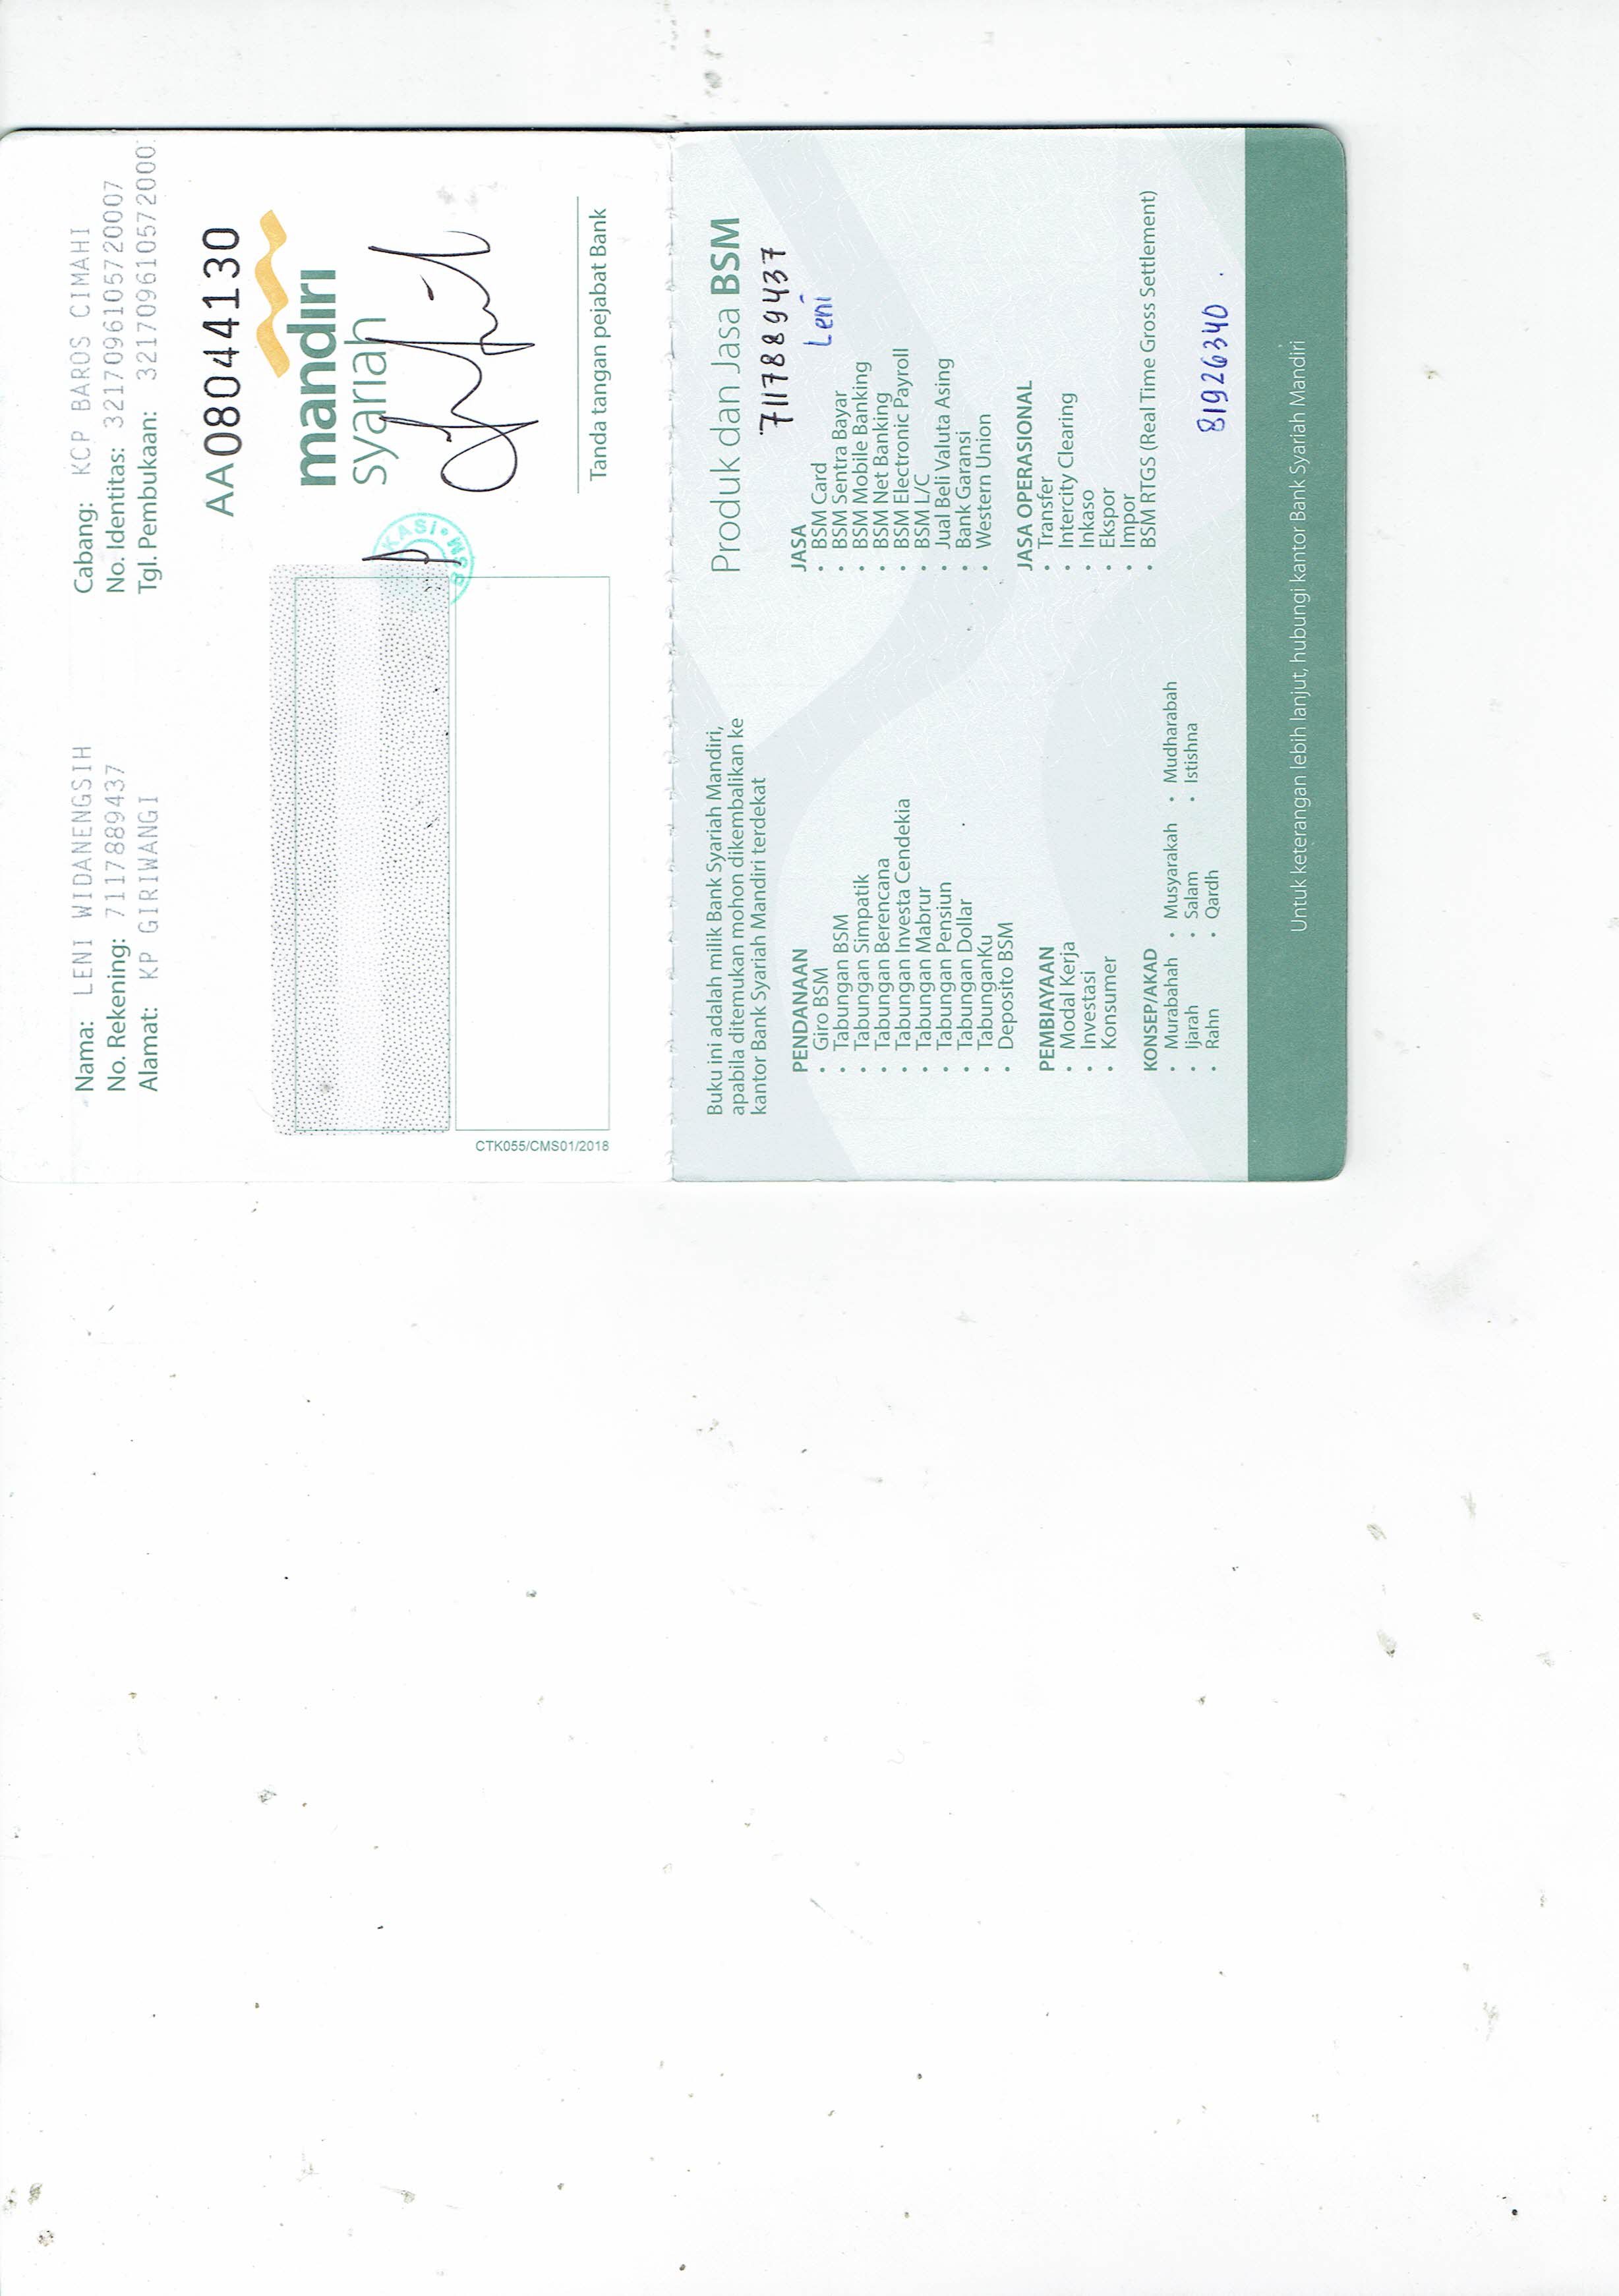 Nama: LENI WIDANENGSIH
No. Rekening: 7117889437
Alamat: KP GIRIWANGI
Cabang: KCP BAROS CIMAHI
No. Identitas: 3217096105720007
Tgl. Pembukaan: 321709610572000
AA0804130
mandiri
syariah
KASI • BSM
Tanda tangan pejabat Bank
CTK055/CMS01/2018
Buku ini adalah milik Bank Syariah Mandiri,
apabila ditemukan mohon dikembalikan ke
kantor Bank Syariah Mandiri terdekat
PENDANAAN
• Giro BSM
• Tabungan BSM
• Tabungan Simpatik
• Tabungan Berencana
• Tabungan Investa Cendekia
• Tabungan Mabrur
• Tabungan Pensiun
• Tabungan Dollar
• TabunganKu
• Deposito BSM
PEMBIAYAAN
• Modal Kerja
• Investasi
• Konsumer
KONSEP/AKAD
• Murabahah • Musyarakah • Mudharabah
• Ijarah • Salam • Istishna
• Rahn • Qardh
Produk dan Jasa BSM
7117889437
Leni
JASA
• BSM Card
• BSM Sentra Bayar
• BSM Mobile Banking
• BSM Net Banking
• BSM Electronic Payroll
• BSM L/C
• Jual Beli Valuta Asing
• Bank Garansi
• Western Union
JASA OPERASIONAL
• Transfer
• Intercity Clearing
• Inkaso
• Ekspor
• Impor
• BSM RTGS (Real Time Gross Settlement)
81926340.
Untuk keterangan lebih lanjut, hubungi kantor Bank Syariah Mandiri